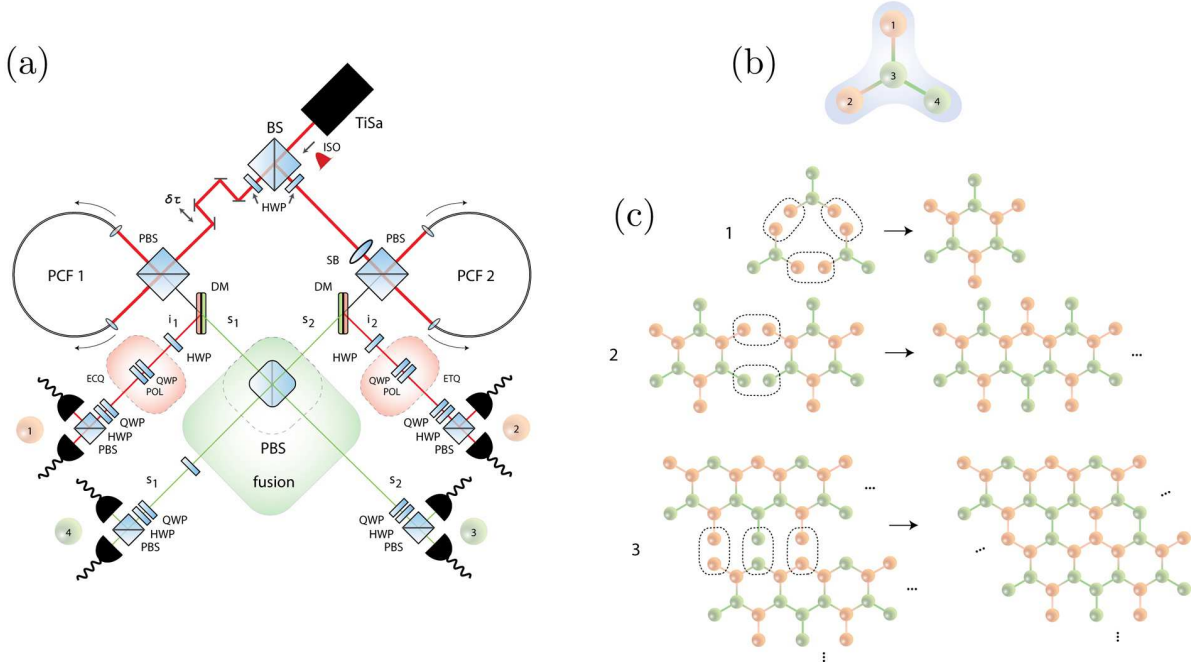 (a)
TiSa
BS
ISO
HWP
δτ
PBS
PBS
SB
PCF 1
PCF 2
DM
DM
i1
s1
s2
i2
HWP
HWP
ECQ
QWP
POL
QWP
POL
ETQ
1
QWP
HWP
PBS
PBS
fusion
QWP
HWP
PBS
2
s1
s2
4
QWP
HWP
PBS
QWP
HWP
PBS
3
(b)
1
3
2
4
(c)
1
2
...
3
...
...
...
...
...
...